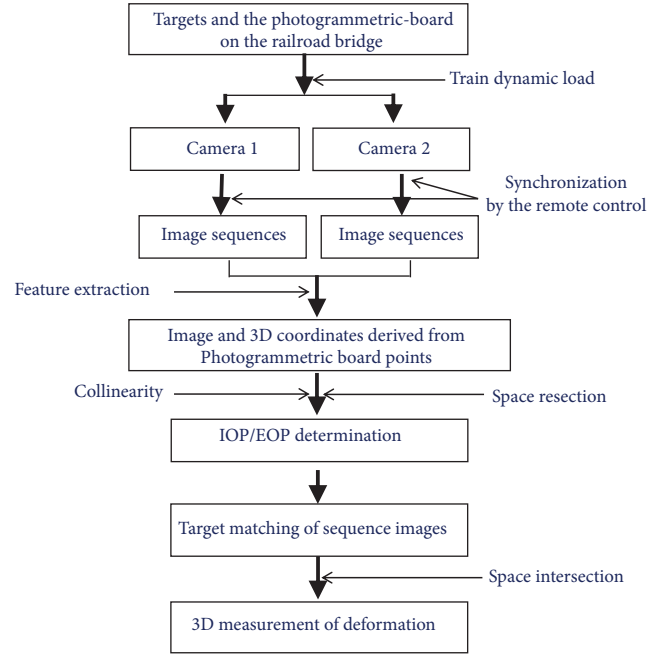 Targets and the photogrammetric-board
on the railroad bridge
Train dynamic load
Camera 1
Camera 2
Synchronization
by the remote control
Image sequences
Image sequences
Feature extraction
Image and 3D coordinates derived from
Photogrammetric board points
Collinearity
Space resection
IOP/EOP determination
Target matching of sequence images
Space intersection
3D measurement of deformation